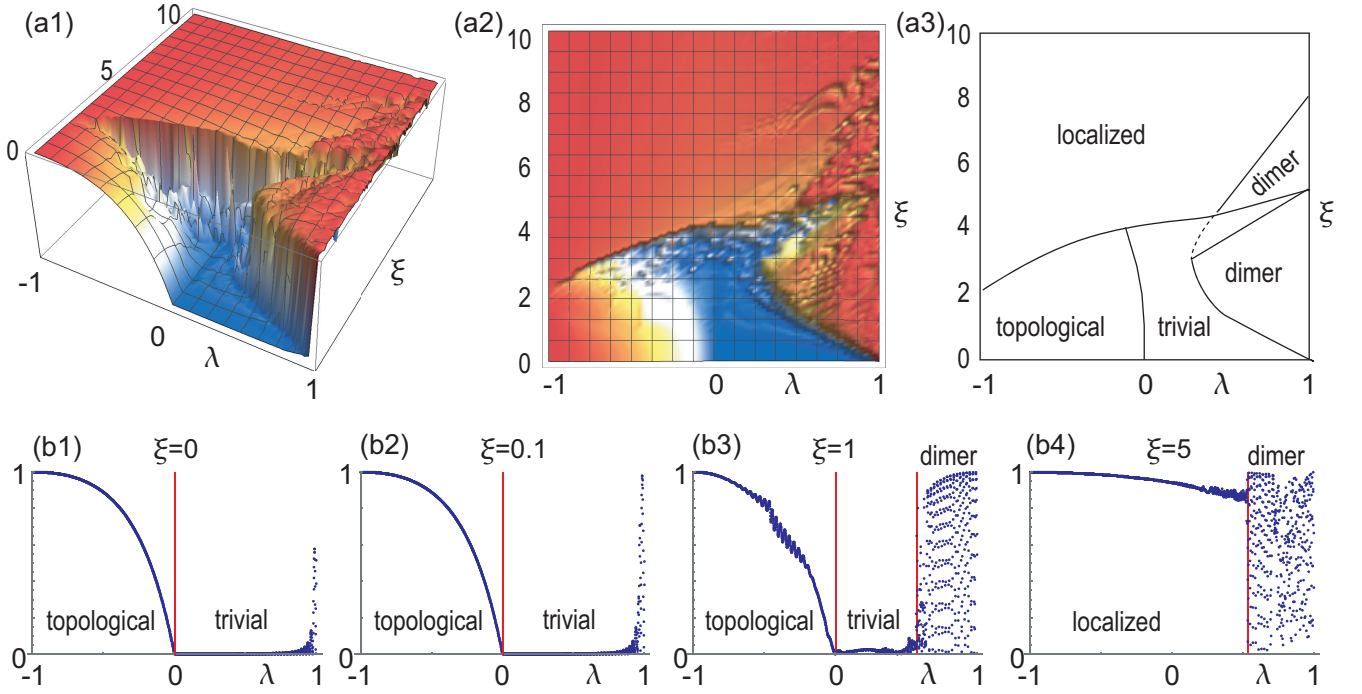 (a1)
10
5
0
-1
0
1
λ
ξ
(a2)
10
8
6
4
2
0
-1
0
λ
1
ξ
(a3)
10
8
6
4
2
0
localized
dimer
dimer
topological
trivial
-1
0
λ
1
ξ
(b1)
ξ=0
1
topological
trivial
0
-1
0
λ
1
(b2)
ξ=0.1
1
topological
trivial
0
-1
0
λ
1
(b3)
ξ=1
dimer
1
topological
trivial
0
-1
0
λ
1
(b4)
ξ=5
dimer
1
localized
0
-1
0
λ
1